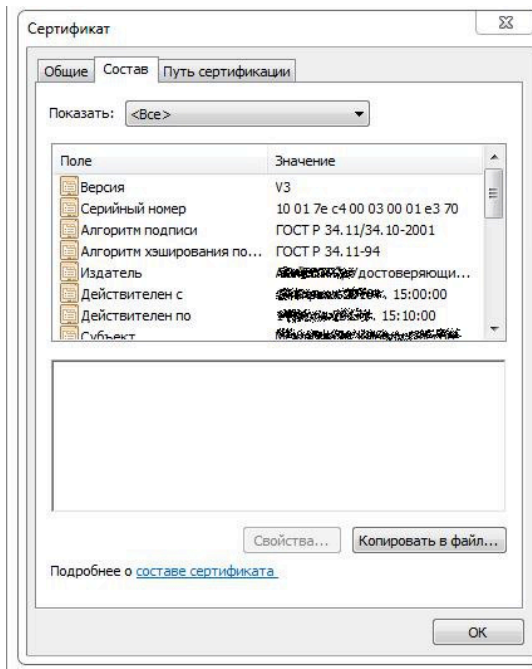 Сертификат
Общие Состав Путь сертификации
Показать: <Все>
Поле Значение
Версия V3
Серийный номер 10 01 7e c4 00 03 00 01 e3 70
Алгоритм подписи ГОСТ Р 34.11/34.10-2001
Алгоритм хэширования по... ГОСТ Р 34.11-94
Издатель /достоверяющи...
Действителен с , 15:00:00
Действителен по , 15:10:00
Субъект
Свойства... Копировать в файл...
Подробнее о составе сертификата
ОК